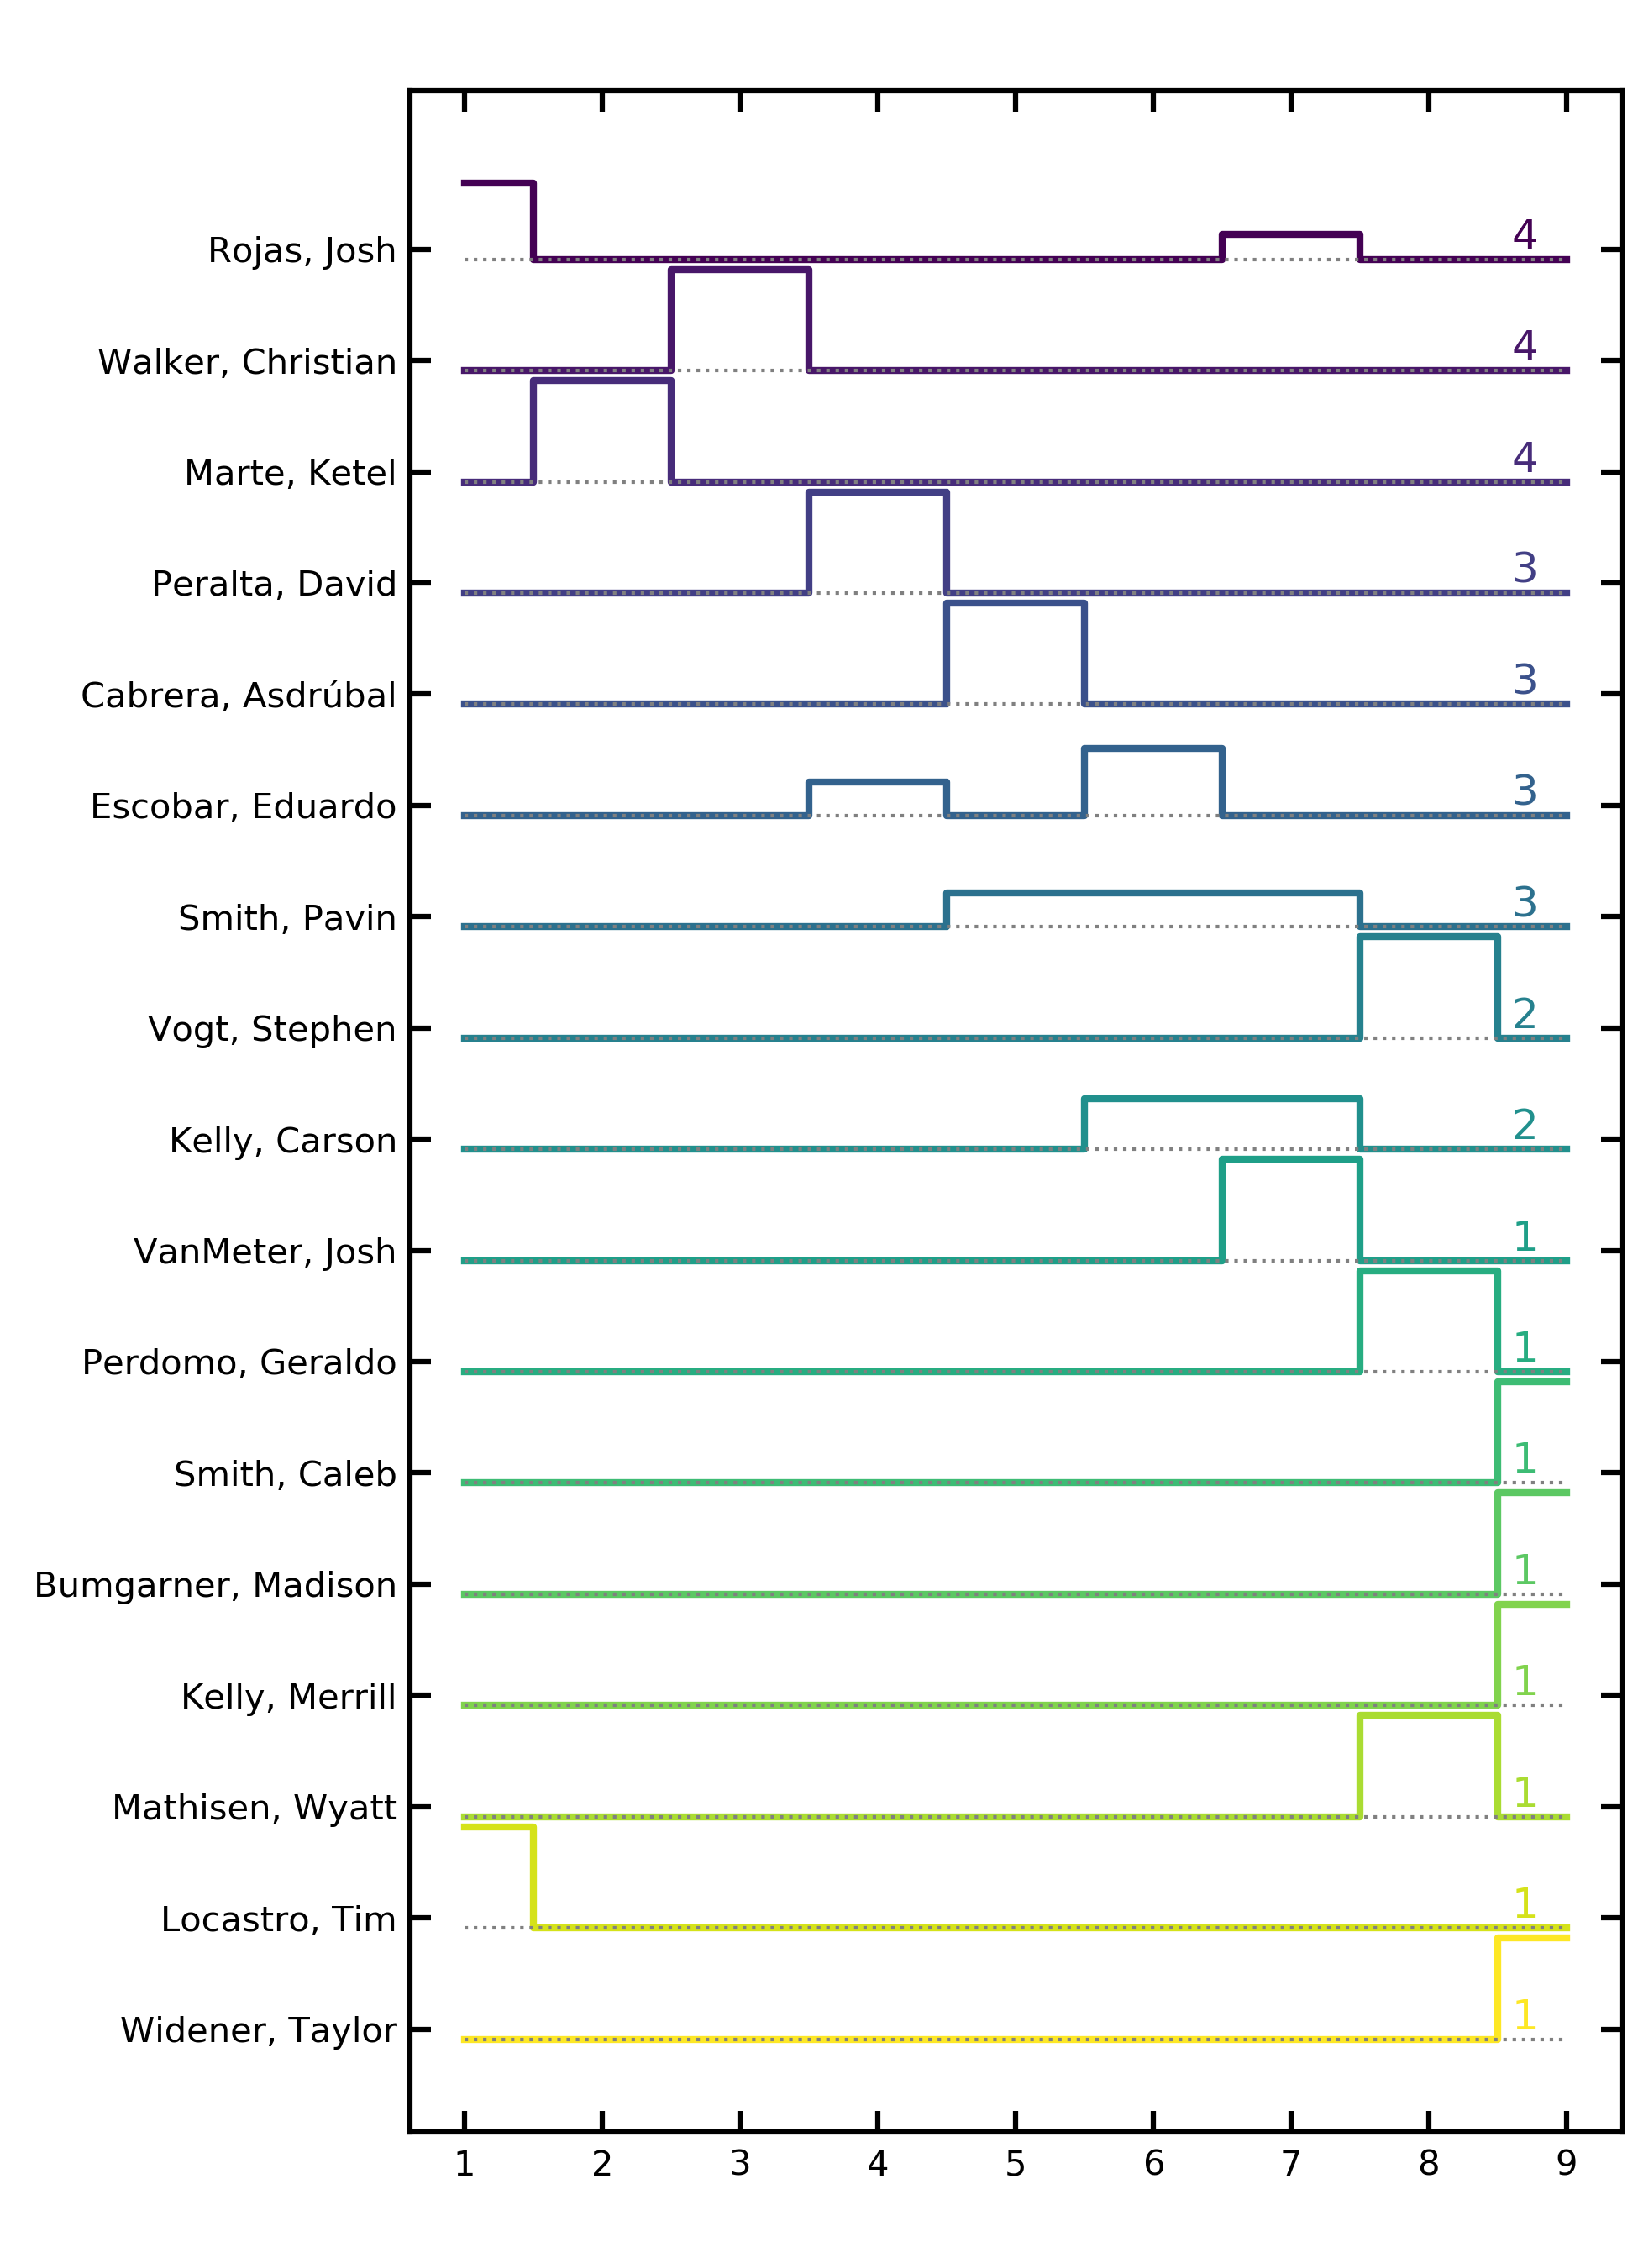 Rojas, Josh 4
Walker, Christian 4
Marte, Ketel 4
Peralta, David 3
Cabrera, Asdrúbal 3
Escobar, Eduardo 3
Smith, Pavin 3
Vogt, Stephen 2
Kelly, Carson 2
VanMeter, Josh 1
Perdomo, Geraldo 1
Smith, Caleb 1
Bumgarner, Madison 1
Kelly, Merrill 1
Mathisen, Wyatt 1
Locastro, Tim 1
Widener, Taylor 1
1 2 3 4 5 6 7 8 9